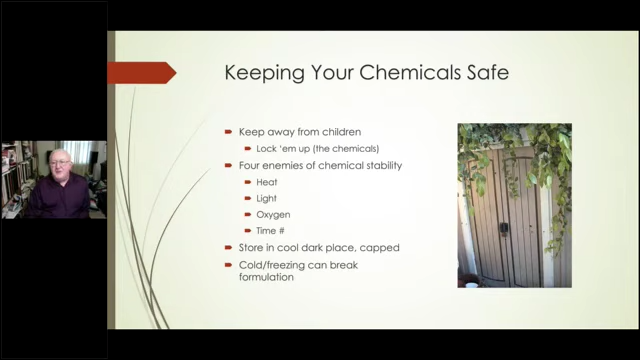 Keeping Your Chemicals Safe
Keep away from children
Lock ‘em up (the chemicals)
Four enemies of chemical stability
Heat
Light
Oxygen
Time #
Store in cool dark place, capped
Cold/freezing can break
formulation